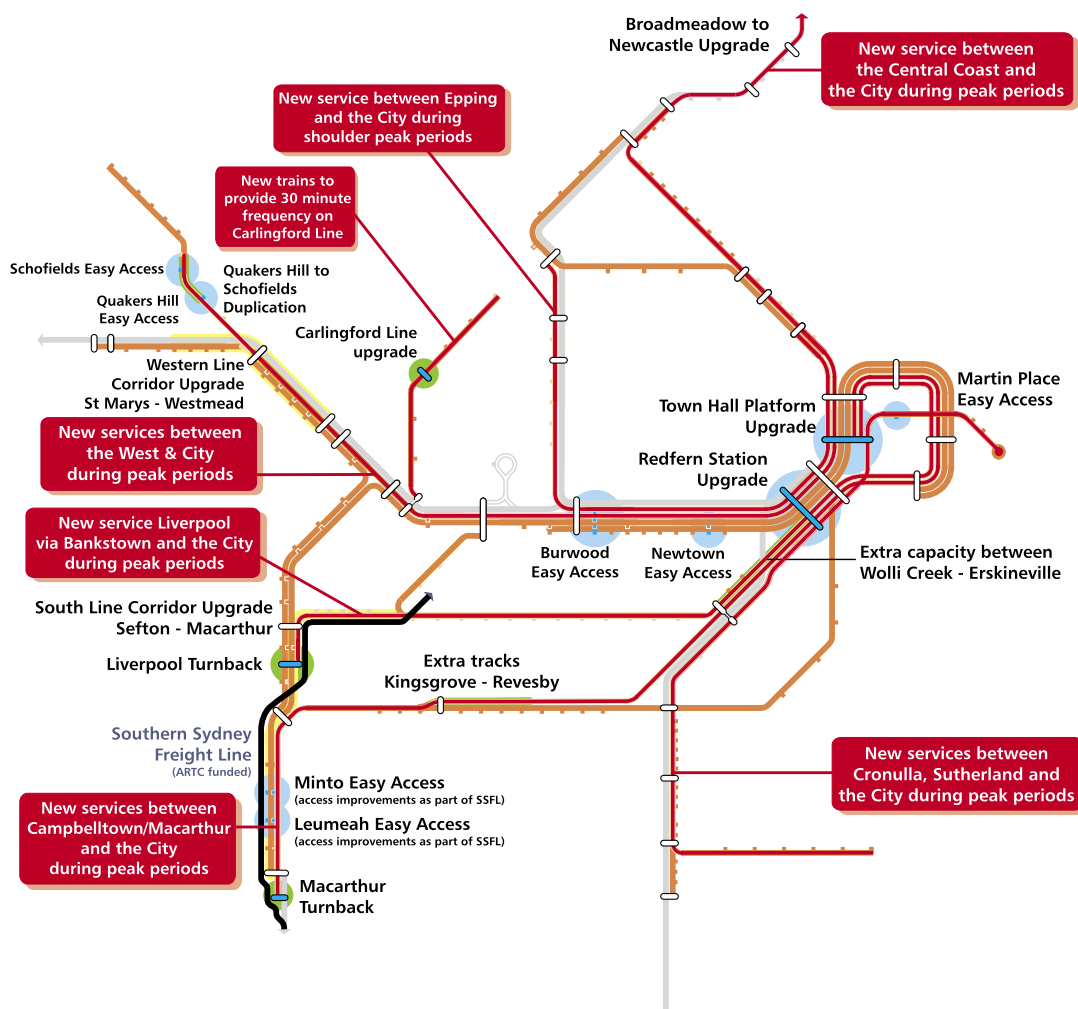 Broadmeadow to
Newcastle Upgrade
New service between
the Central Coast and
the City during peak periods
New service between Epping
and the City during
shoulder peak periods
New trains to
provide 30 minute
frequency on
Carlingford Line
Schofields Easy Access
Quakers Hill to
Schofields
Duplication
Quakers Hill
Easy Access
Carlingford Line
upgrade
Western Line
Corridor Upgrade
St Marys - Westmead
Martin Place
Easy Access
Town Hall Platform
Upgrade
New services between
the West & City
during peak periods
Redfern Station
Upgrade
New service Liverpool
via Bankstown and the City
during peak periods
Burwood
Easy Access
Newtown
Easy Access
Extra capacity between
Wolli Creek - Erskineville
South Line Corridor Upgrade
Sefton - Macarthur
Liverpool Turnback
Extra tracks
Kingsgrove - Revesby
Southern Sydney
Freight Line
(ARTC funded)
New services between
Cronulla, Sutherland and
the City during peak periods
Minto Easy Access
(access improvements as part of SSFL)
Leumeah Easy Access
(access improvements as part of SSFL)
New services between
Campbelltown/Macarthur
and the City
during peak periods
Macarthur
Turnback